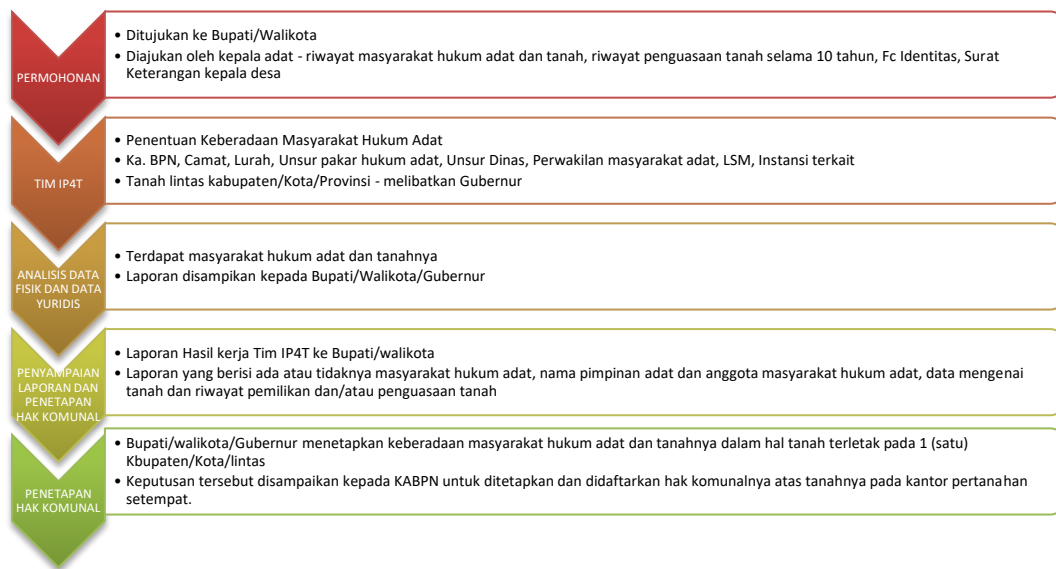 PERMOHONAN
• Ditujukan ke Bupati/Walikota
• Diajukan oleh kepala adat - riwayat masyarakat hukum adat dan tanah, riwayat penguasaan tanah selama 10 tahun, Fc Identitas, Surat
Keterangan kepala desa
TIM IP4T
• Penentuan Keberadaan Masyarakat Hukum Adat
• Ka. BPN, Camat, Lurah, Unsur pakar hukum adat, Unsur Dinas, Perwakilan masyarakat adat, LSM, Instansi terkait
• Tanah lintas kabupaten/Kota/Provinsi - melibatkan Gubernur
ANALISIS DATA
FISIK DAN DATA
YURIDIS
• Terdapat masyarakat hukum adat dan tanahnya
• Laporan disampikan kepada Bupati/Walikota/Gubernur
PENYAMPAIAN
LAPORAN DAN
PENETAPAN
HAK KOMUNAL
• Laporan Hasil kerja Tim IP4T ke Bupati/walikota
• Laporan yang berisi ada atau tidaknya masyarakat hukum adat, nama pimpinan adat dan anggota masyarakat hukum adat, data mengenai
tanah dan riwayat pemilikan dan/atau penguasaan tanah
PENETAPAN
HAK KOMUNAL
• Bupati/walikota/Gubernur menetapkan keberadaan masyarakat hukum adat dan tanahnya dalam hal tanah terletak pada 1 (satu)
Kbupaten/Kota/lintas
• Keputusan tersebut disampaikan kepada KABPN untuk ditetapkan dan didaftarkan hak komunalnya atas tanahnya pada kantor pertanahan
setempat.